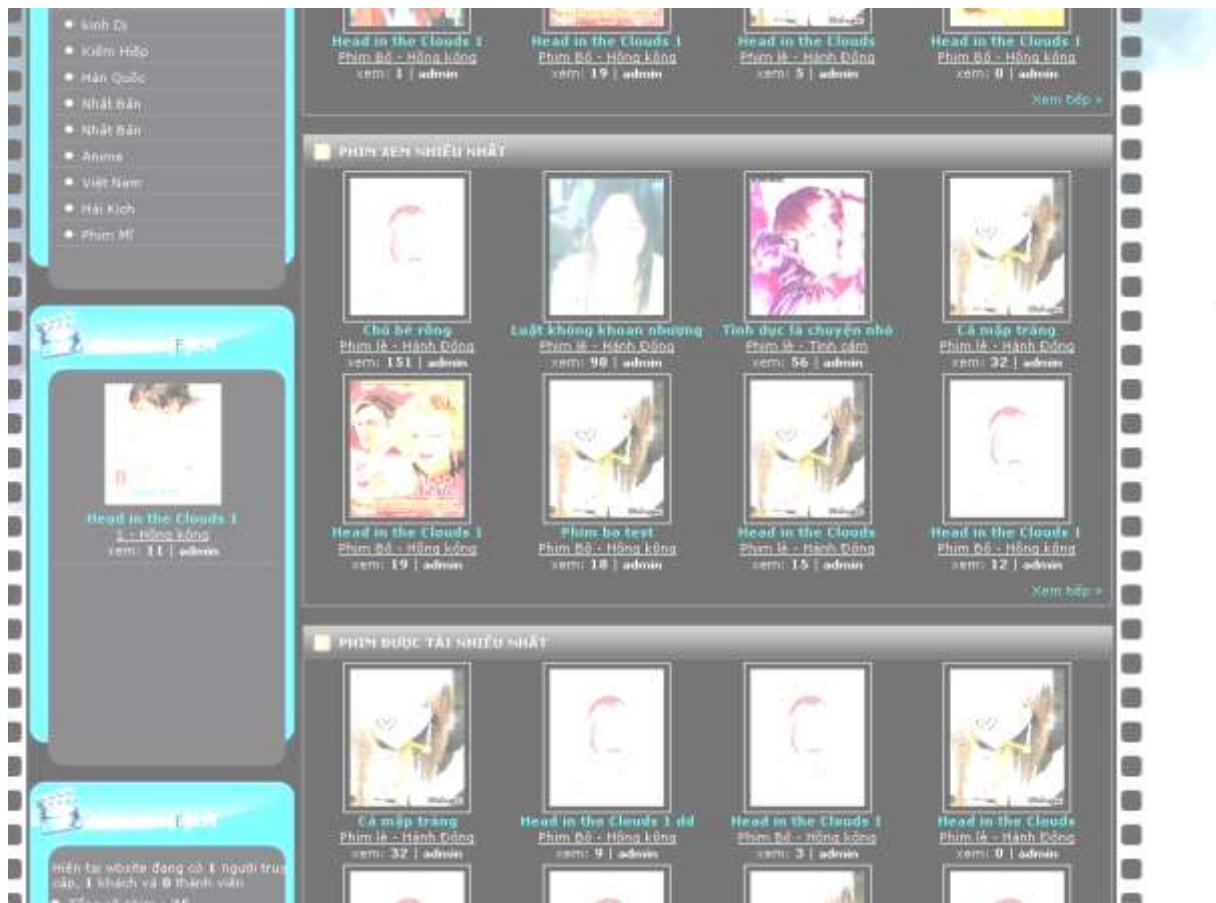 kinh Dị
Kiếm Hiệp
Hàn Quốc
Nhật Bản
Nhật Bản
Anime
Việt Nam
Hài Kịch
Phim Mĩ
Head in the Clouds 1
1 - Hồng kông
xem: 11 | admin
Hiện tại website đang có 1 người truy
cập, 1 khách và 0 thành viên
Head in the Clouds 1
Head in the Clouds 1
Head in the Clouds
Head in the Clouds 1
Phim Bộ - Hồng kông
Phim Bộ - Hồng kông
Phim lẻ - Hành Động
Phim Bộ - Hồng kông
xem: 1 | admin
xem: 19 | admin
xem: 5 | admin
xem: 0 | admin
Xem tiếp »
PHIM XEM NHIỀU NHẤT
Chú bé rồng
Luật không khoan nhượng
Tình dục là chuyện nhỏ
Cá mập trắng
Phim lẻ - Hành Động
Phim lẻ - Hành Động
Phim lẻ - Tình cảm
Phim lẻ - Hành Động
xem: 151 | admin
xem: 90 | admin
xem: 56 | admin
xem: 32 | admin
Head in the Clouds 1
Phim bo test
Head in the Clouds
Head in the Clouds 1
Phim Bộ - Hồng kông
Phim Bộ - Hồng kông
Phim lẻ - Hành Động
Phim Bộ - Hồng kông
xem: 19 | admin
xem: 18 | admin
xem: 15 | admin
xem: 12 | admin
Xem tiếp »
PHIM ĐƯỢC TẢI NHIỀU NHẤT
Cá mập trắng
Head in the Clouds 1 dd
Head in the Clouds 1
Head in the Clouds
Phim lẻ - Hành Động
Phim Bộ - Hồng kông
Phim Bộ - Hồng kông
Phim lẻ - Hành Động
xem: 32 | admin
xem: 9 | admin
xem: 3 | admin
xem: 0 | admin